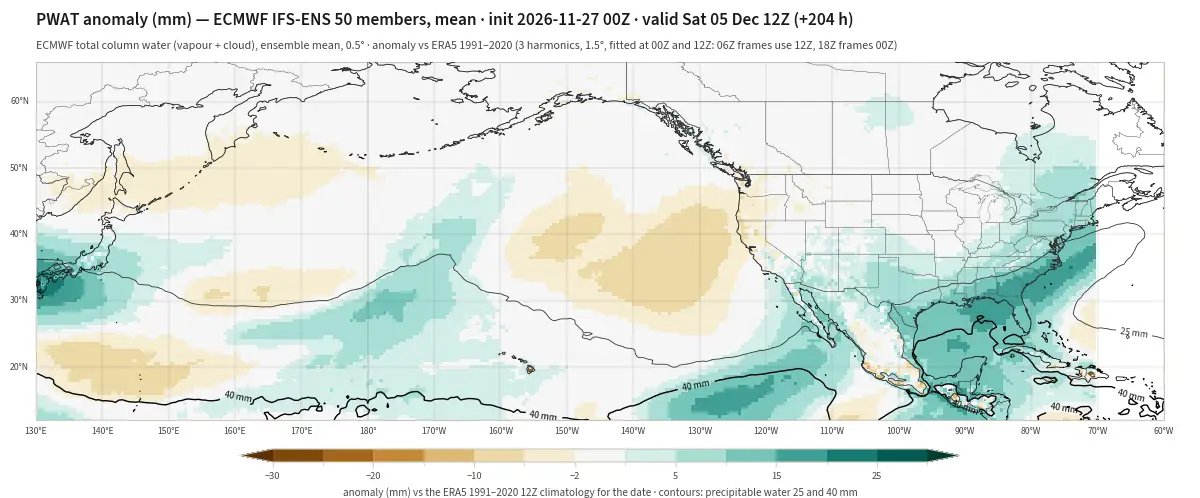 PWAT anomaly (mm) — ECMWF IFS-ENS 50 members, mean · init 2026-11-27 00Z · valid Sat 05 Dec 12Z (+204 h)
ECMWF total column water (vapour + cloud), ensemble mean, 0.5° · anomaly vs ERA5 1991–2020 (3 harmonics, 1.5°, fitted at 00Z and 12Z: 06Z frames use 12Z, 18Z frames 00Z)
60°N
50°N
40°N
30°N
20°N
25 mm
40 mm
40 mm
40 mm
40 mm
40 mm
130°E 140°E 150°E 160°E 170°E 180° 170°W 160°W 150°W 140°W 130°W 120°W 110°W 100°W 90°W 80°W 70°W 60°W
−30 −20 −10 −2 5 15 25
anomaly (mm) vs the ERA5 1991–2020 12Z climatology for the date · contours: precipitable water 25 and 40 mm